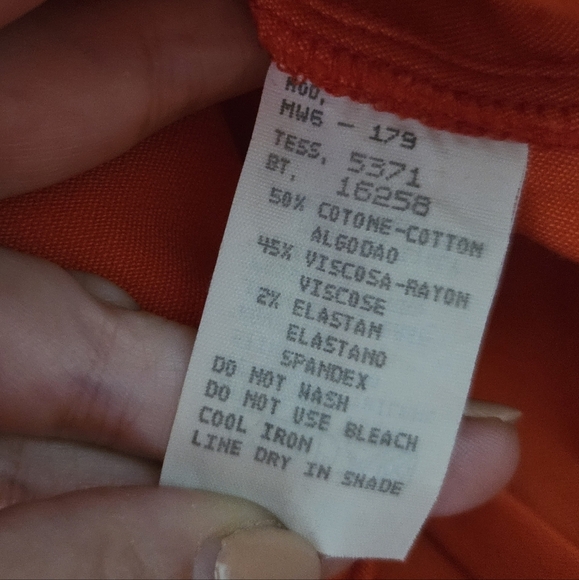 MOD.
MW6 - 179
TESS. 5371
BT. 16258
50% COTONE-COTTON
ALGODAO
45% VISCOSA-RAYON
VISCOSE
2% ELASTAM
ELASTANO
SPANDEX
DO NOT WASH
DO NOT USE BLEACH
COOL IRON
LINE DRY IN SHADE